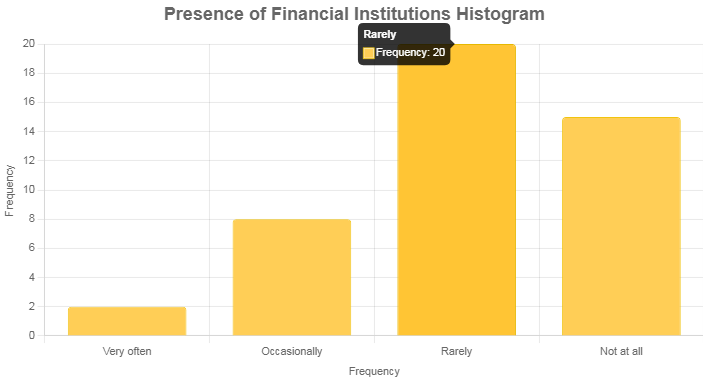 Presence of Financial Institutions Histogram
Rarely
Frequency: 20
20
18
16
14
12
10
8
6
4
2
0
Frequency
Very often
Occasionally
Rarely
Not at all
Frequency